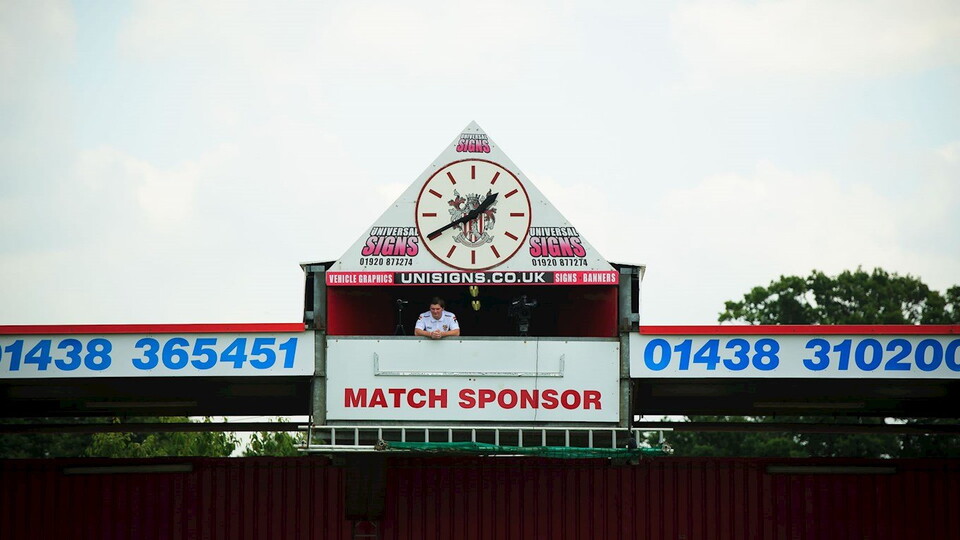 UNIVERSAL
SIGNS
UNIVERSAL
SIGNS
01920 877274
UNIVERSAL
SIGNS
01920 877274
VEHICLE GRAPHICS UNISIGNS.CO.UK SIGNS BANNERS
01438 365451
01438 310200
MATCH SPONSOR